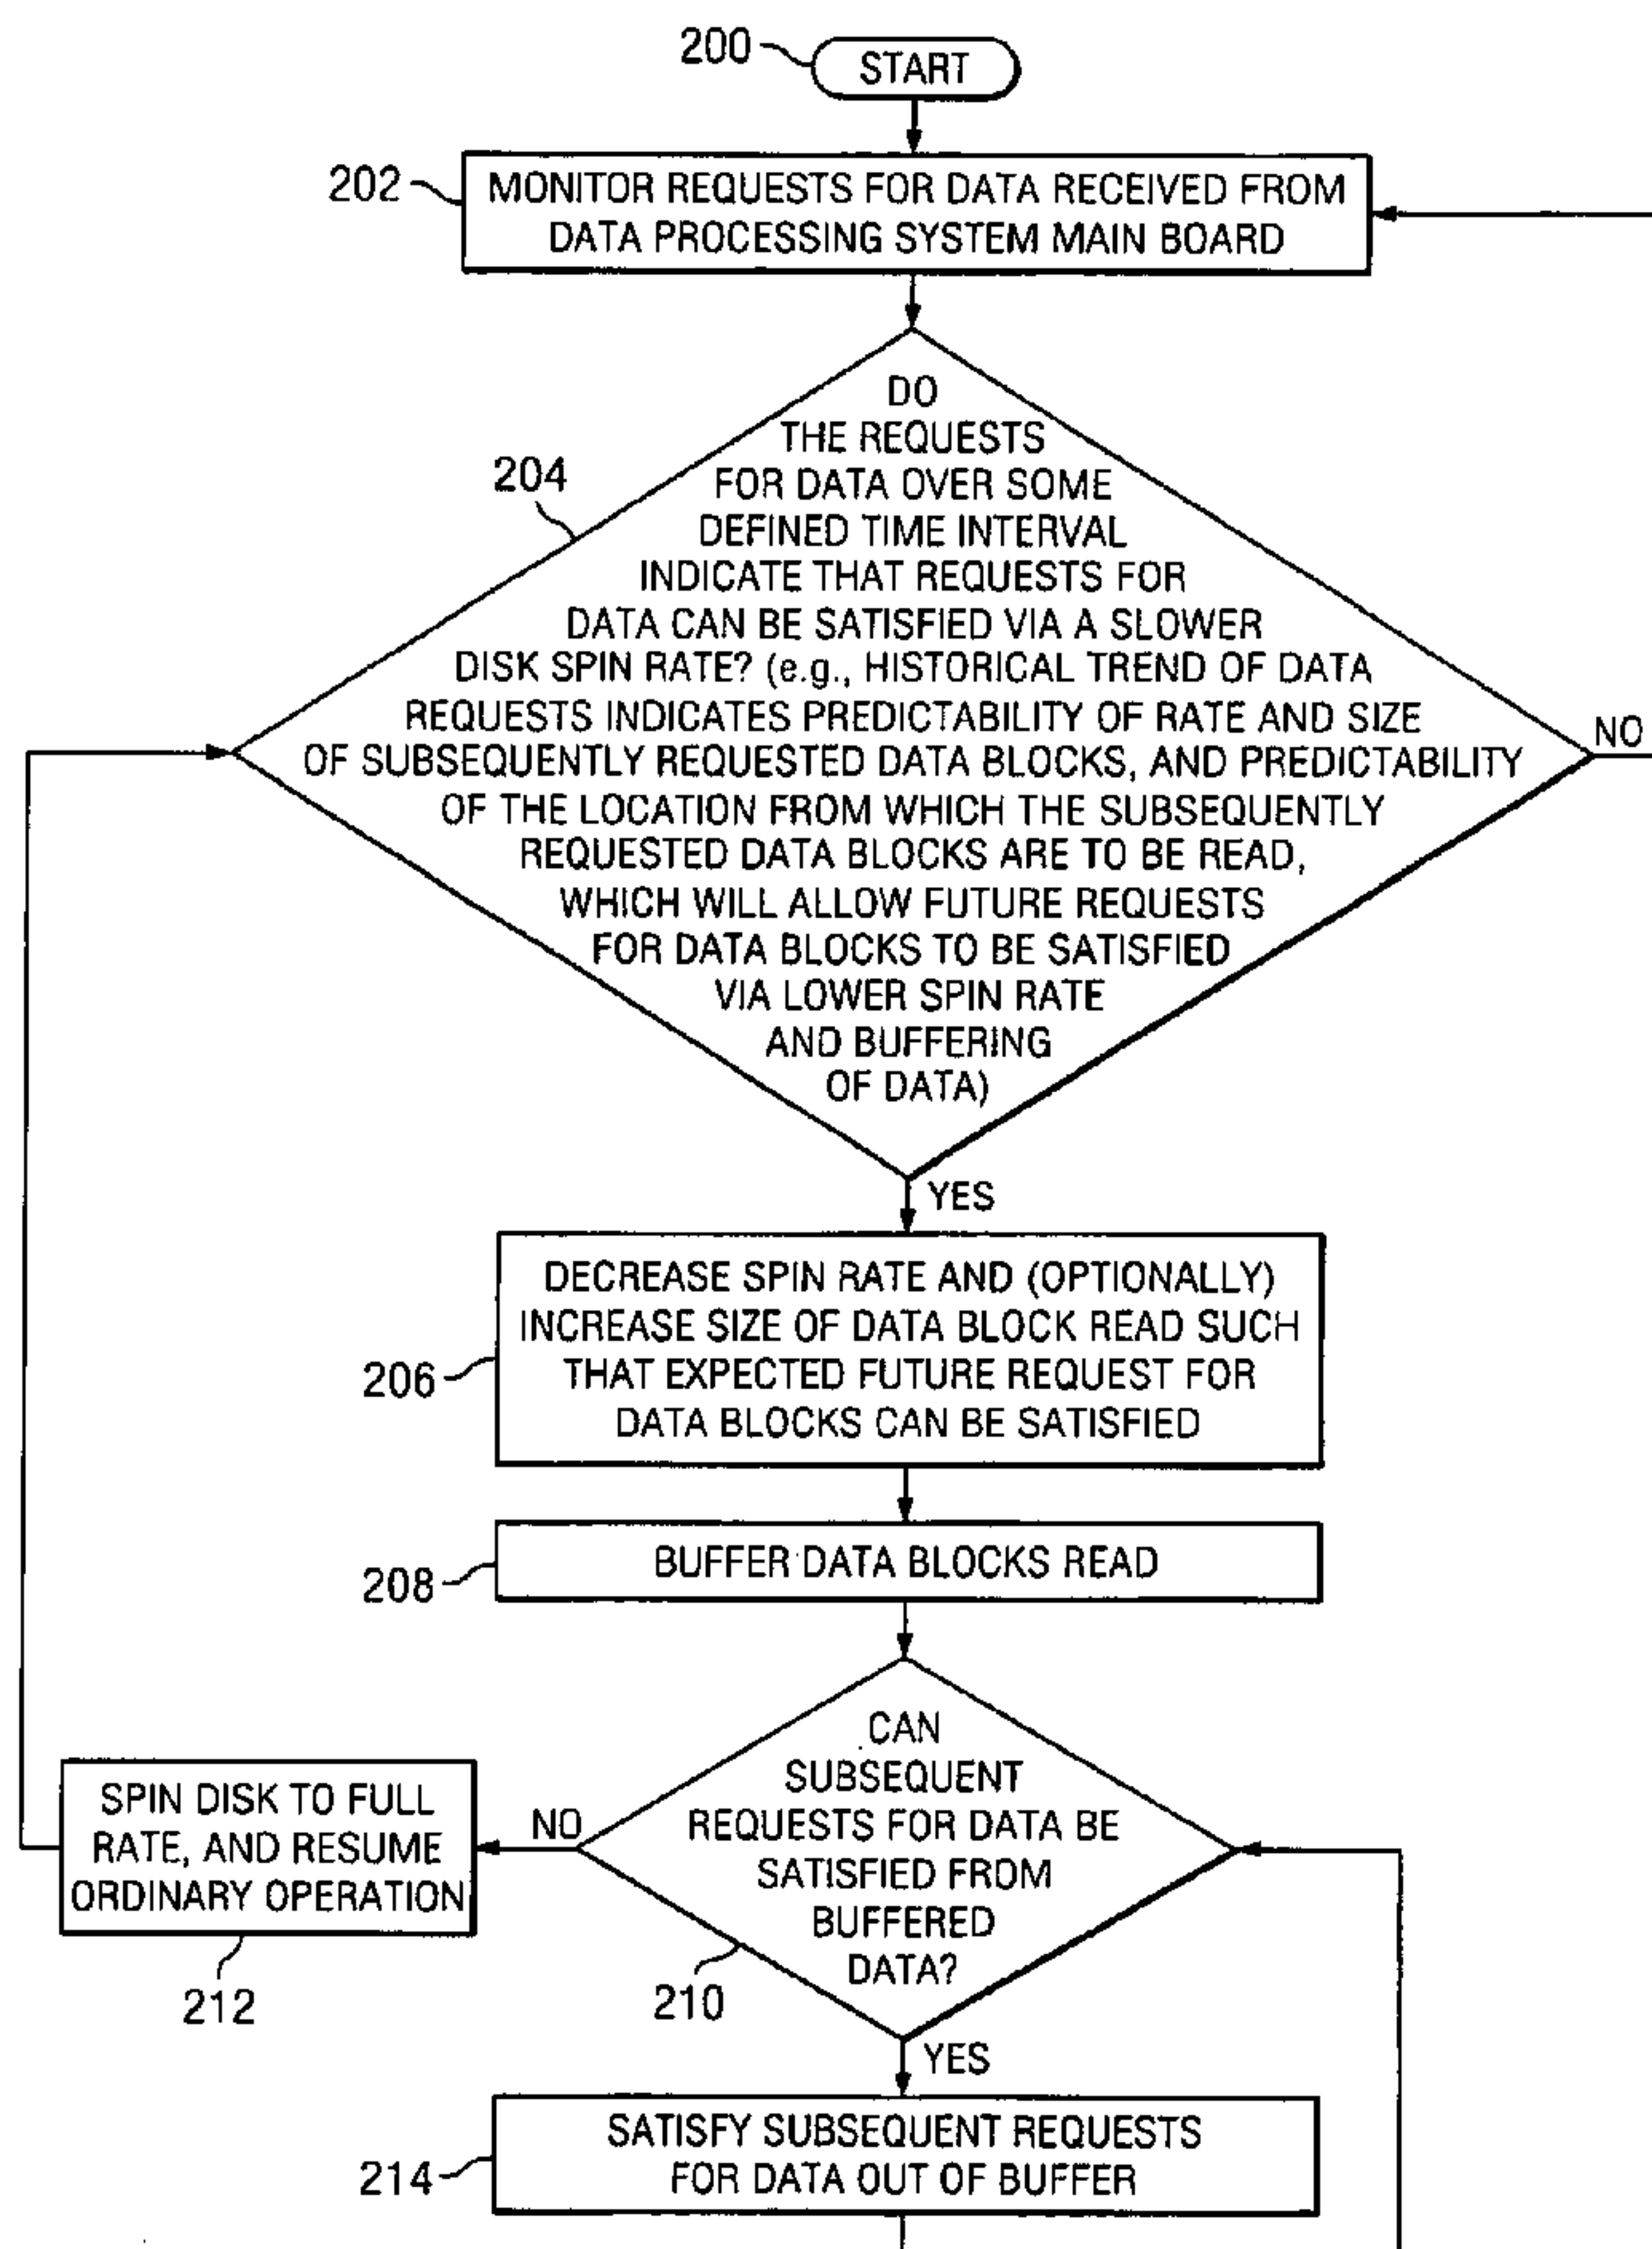 200
START
202
MONITOR REQUESTS FOR DATA RECEIVED FROM
DATA PROCESSING SYSTEM MAIN BOARD
204
DO
THE REQUESTS
FOR DATA OVER SOME
DEFINED TIME INTERVAL
INDICATE THAT REQUESTS FOR
DATA CAN BE SATISFIED VIA A SLOWER
DISK SPIN RATE? (e.g., HISTORICAL TREND OF DATA
REQUESTS INDICATES PREDICTABILITY OF RATE AND SIZE
OF SUBSEQUENTLY REQUESTED DATA BLOCKS, AND PREDICTABILITY
OF THE LOCATION FROM WHICH THE SUBSEQUENTLY
REQUESTED DATA BLOCKS ARE TO BE READ,
WHICH WILL ALLOW FUTURE REQUESTS
FOR DATA BLOCKS TO BE SATISFIED
VIA LOWER SPIN RATE
AND BUFFERING
OF DATA)
NO
YES
206
DECREASE SPIN RATE AND (OPTIONALLY)
INCREASE SIZE OF DATA BLOCK READ SUCH
THAT EXPECTED FUTURE REQUEST FOR
DATA BLOCKS CAN BE SATISFIED
208
BUFFER DATA BLOCKS READ
210
CAN
SUBSEQUENT
REQUESTS FOR DATA BE
SATISFIED FROM
BUFFERED
DATA?
NO
SPIN DISK TO FULL
RATE, AND RESUME
ORDINARY OPERATION
212
YES
214
SATISFY SUBSEQUENT REQUESTS
FOR DATA OUT OF BUFFER